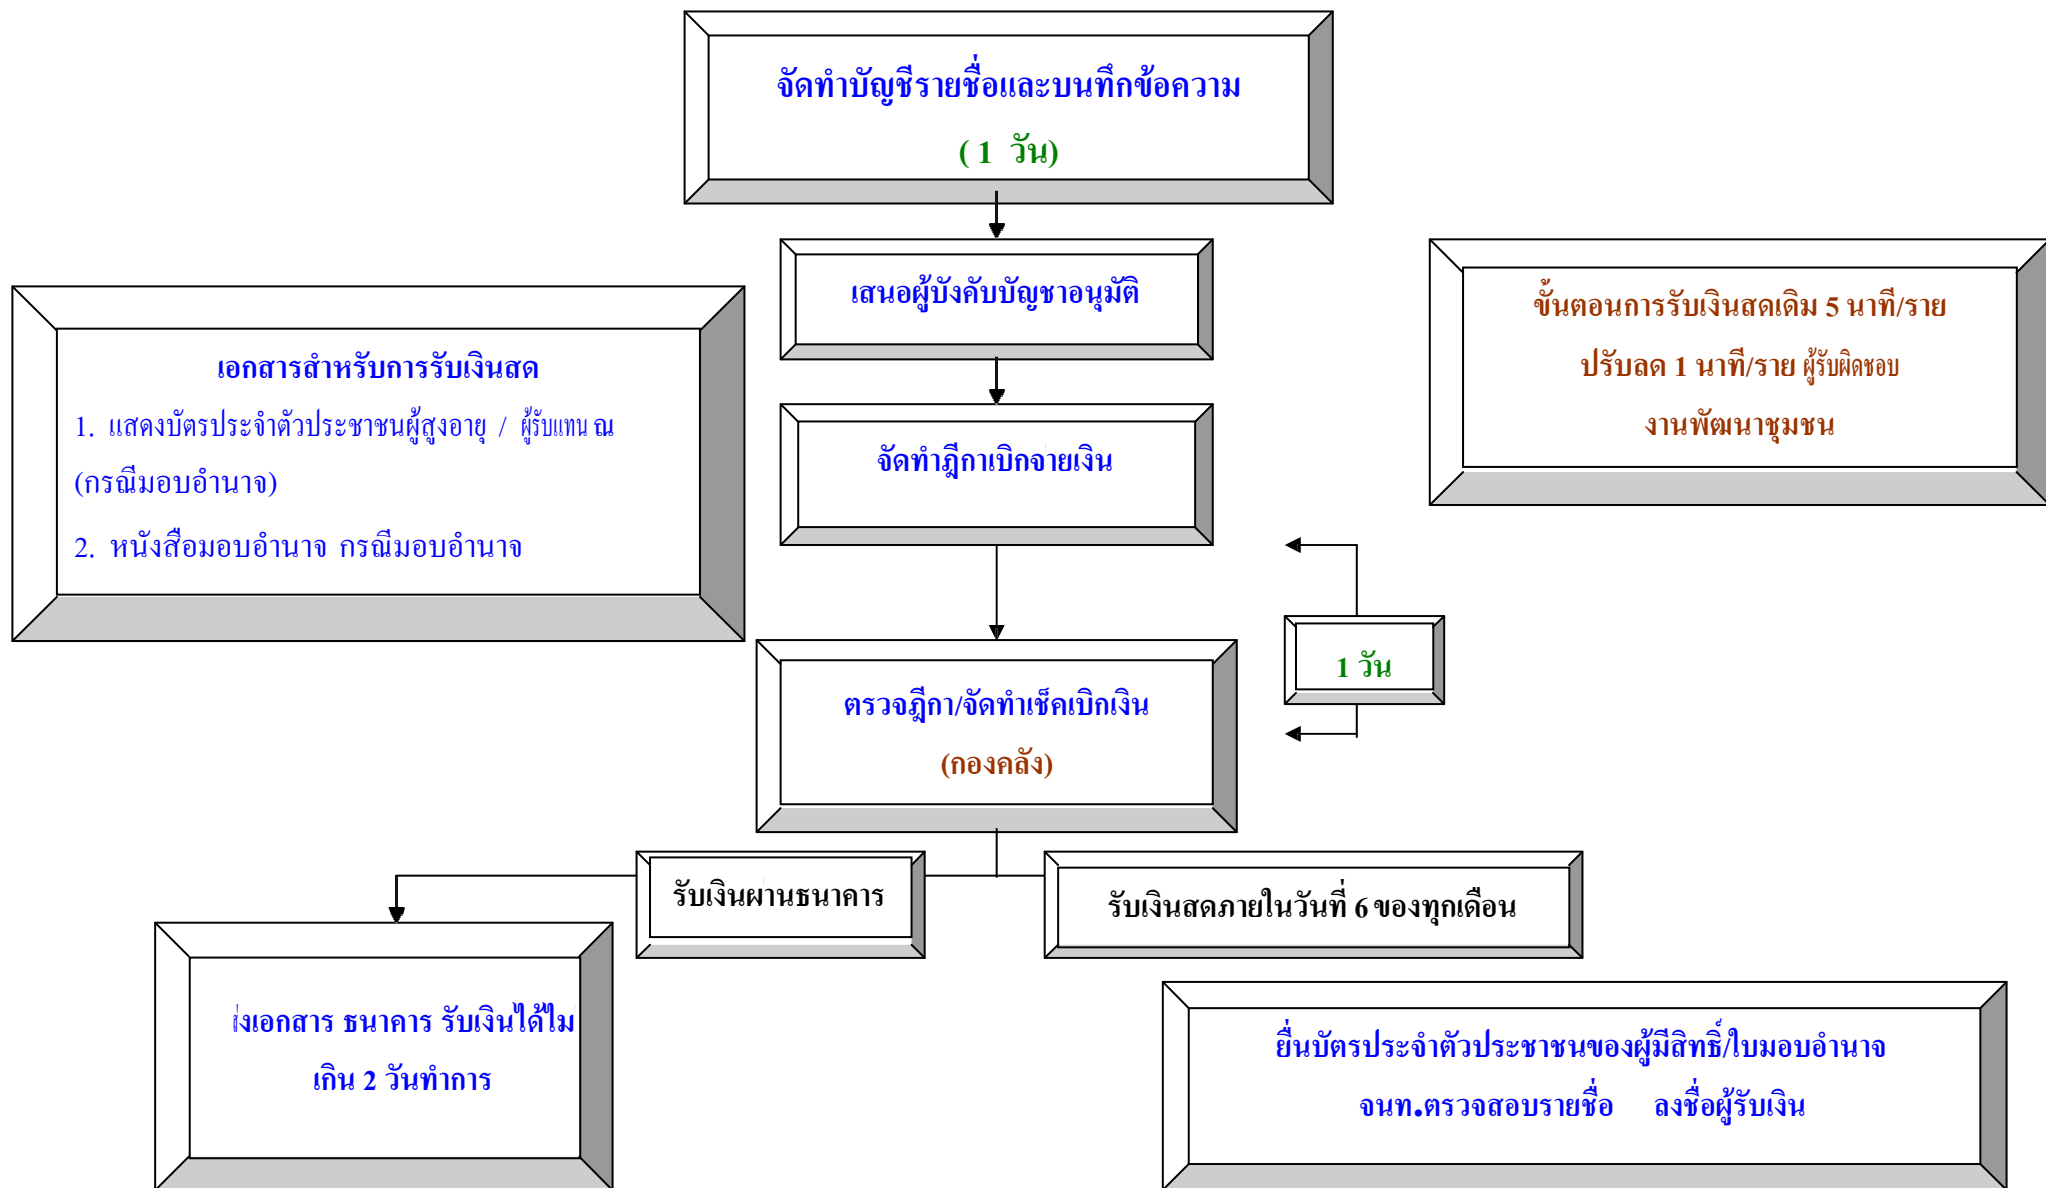 จัดทำบัญชีรายชื่อและบนทึกข้อความ
( 1 วัน)
เสนอผู้บังคับบัญชาอนุมัติ
ขั้นตอนการรับเงินสดเดิม 5 นาที/ราย
ปรับลด 1 นาที/ราย ผู้รับผิดชอบ
งานพัฒนาชุมชน
เอกสารสำหรับการรับเงินสด
1. แสดงบัตรประจำตัวประชาชนผู้สูงอายุ / ผู้รับแทน ณ
(กรณีมอบอำนาจ)
2. หนังสือมอบอำนาจ กรณีมอบอำนาจ
จัดทำฎีกาเบิกจ่ายเงิน
1 วัน
ตรวจฎีกา/จัดทำเช็คเบิกเงิน
(กองคลัง)
รับเงินผ่านธนาคาร
รับเงินสดภายในวันที่ 6 ของทุกเดือน
ส่งเอกสาร ธนาคาร รับเงินได้ไม่
เกิน 2 วันทำการ
ยื่นบัตรประจำตัวประชาชนของผู้มีสิทธิ์/ใบมอบอำนาจ
จนท.ตรวจสอบรายชื่อ ลงชื่อผู้รับเงิน